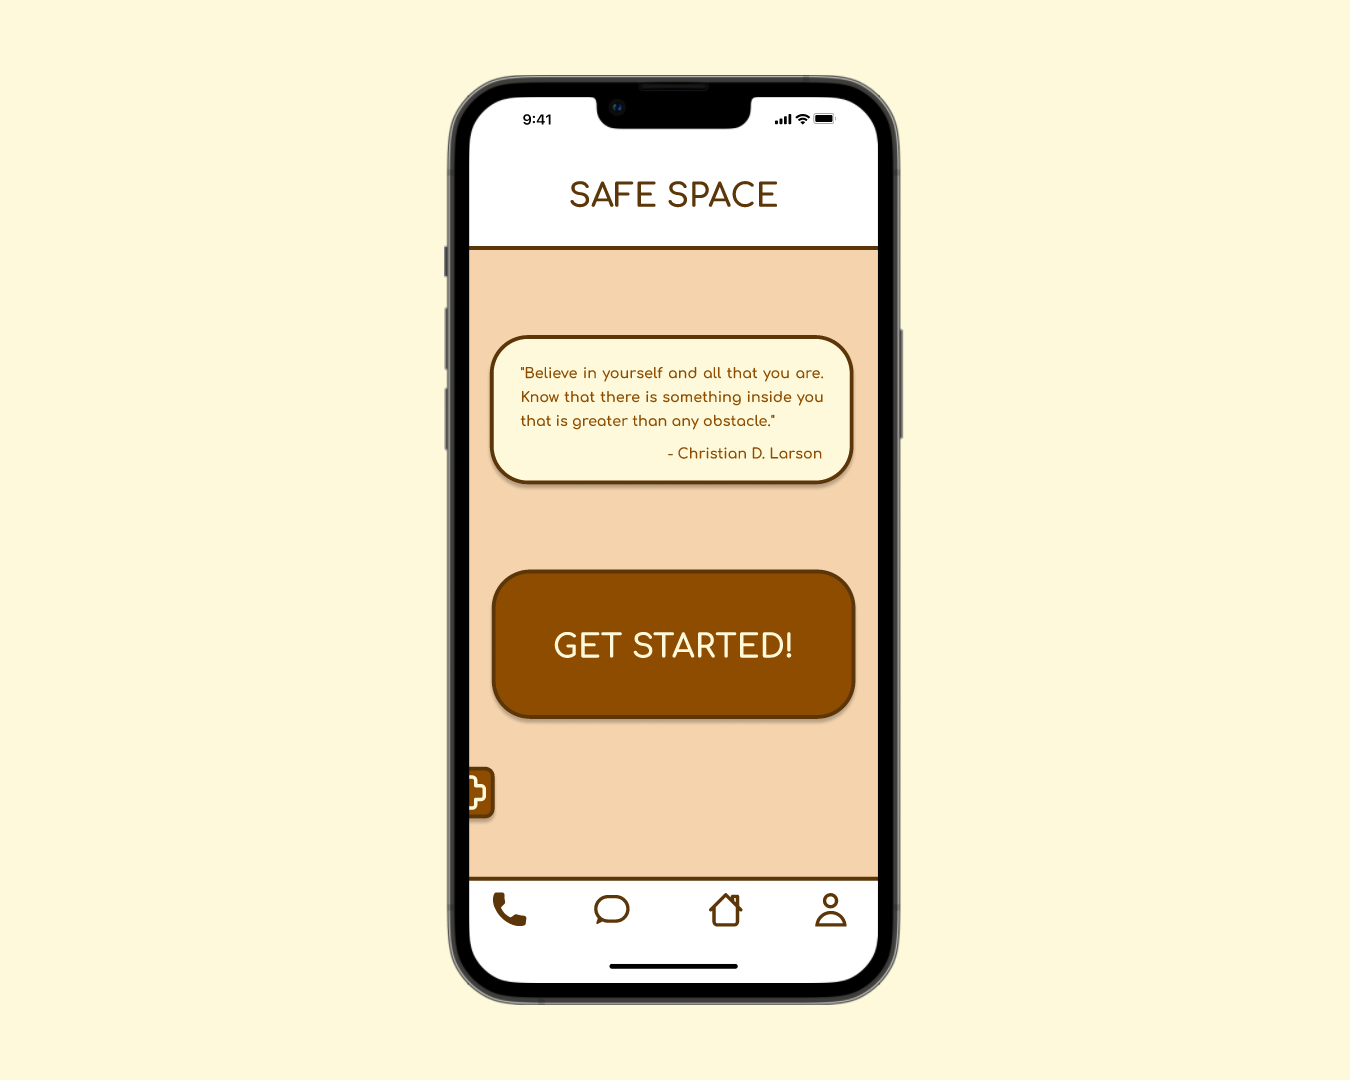 9:41
SAFE SPACE
"Believe in yourself and all that you are.
Know that there is something inside you
that is greater than any obstacle."
- Christian D. Larson
GET STARTED!